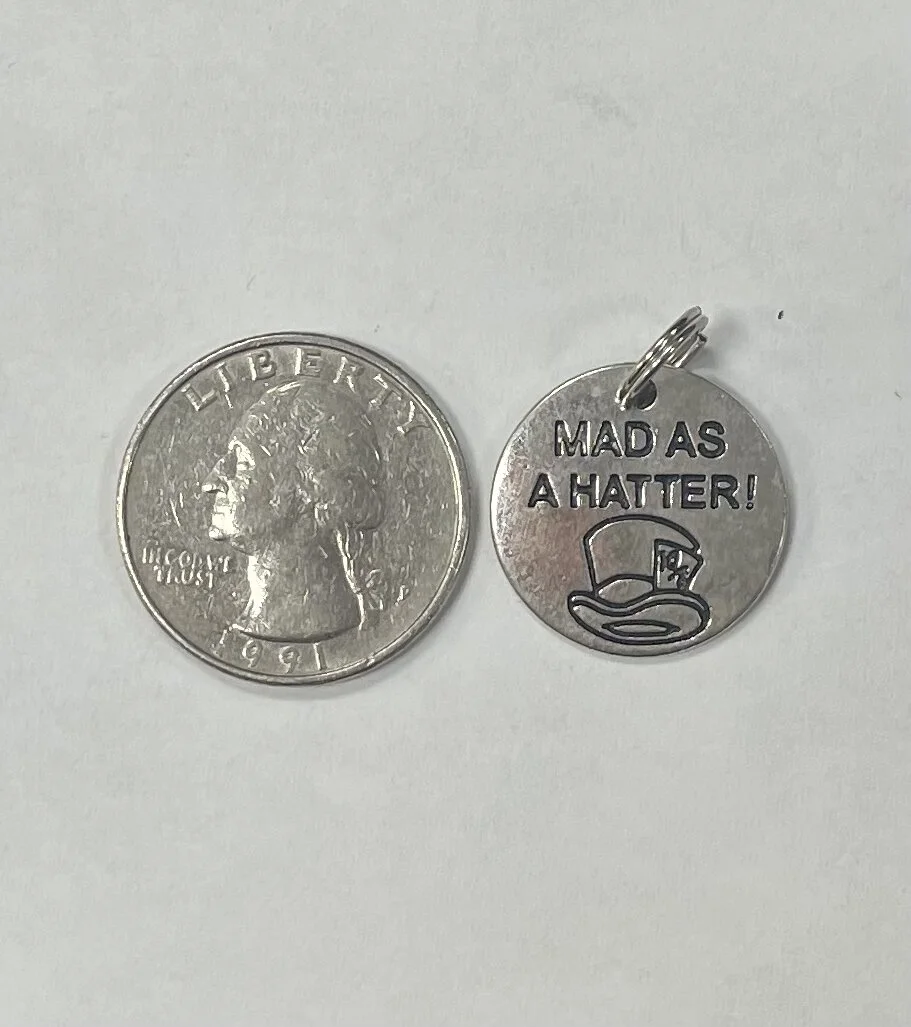 LIBERTY
IN GOD WE
TRUST
1991
MAD AS
A HATTER!
10/6